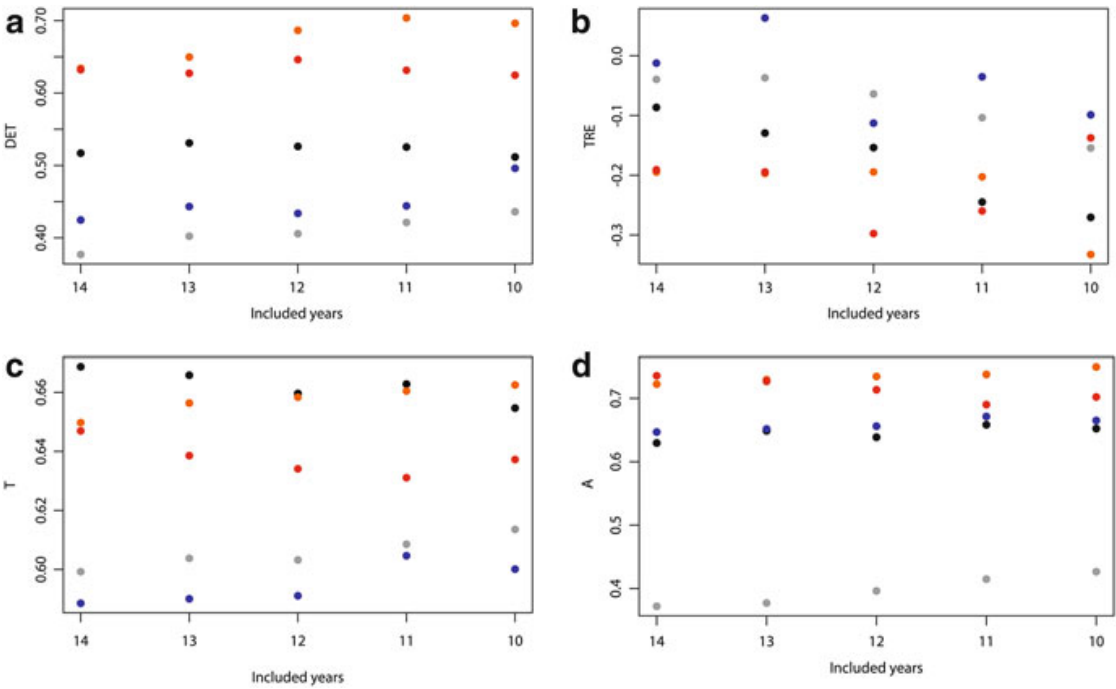 a
DET
0.70
0.60
0.50
0.40
14 13 12 11 10
Included years
b
TRE
0.0
-0.1
-0.2
-0.3
14 13 12 11 10
Included years
c
T
0.66
0.64
0.62
0.60
14 13 12 11 10
Included years
d
A
0.7
0.6
0.5
0.4
14 13 12 11 10
Included years